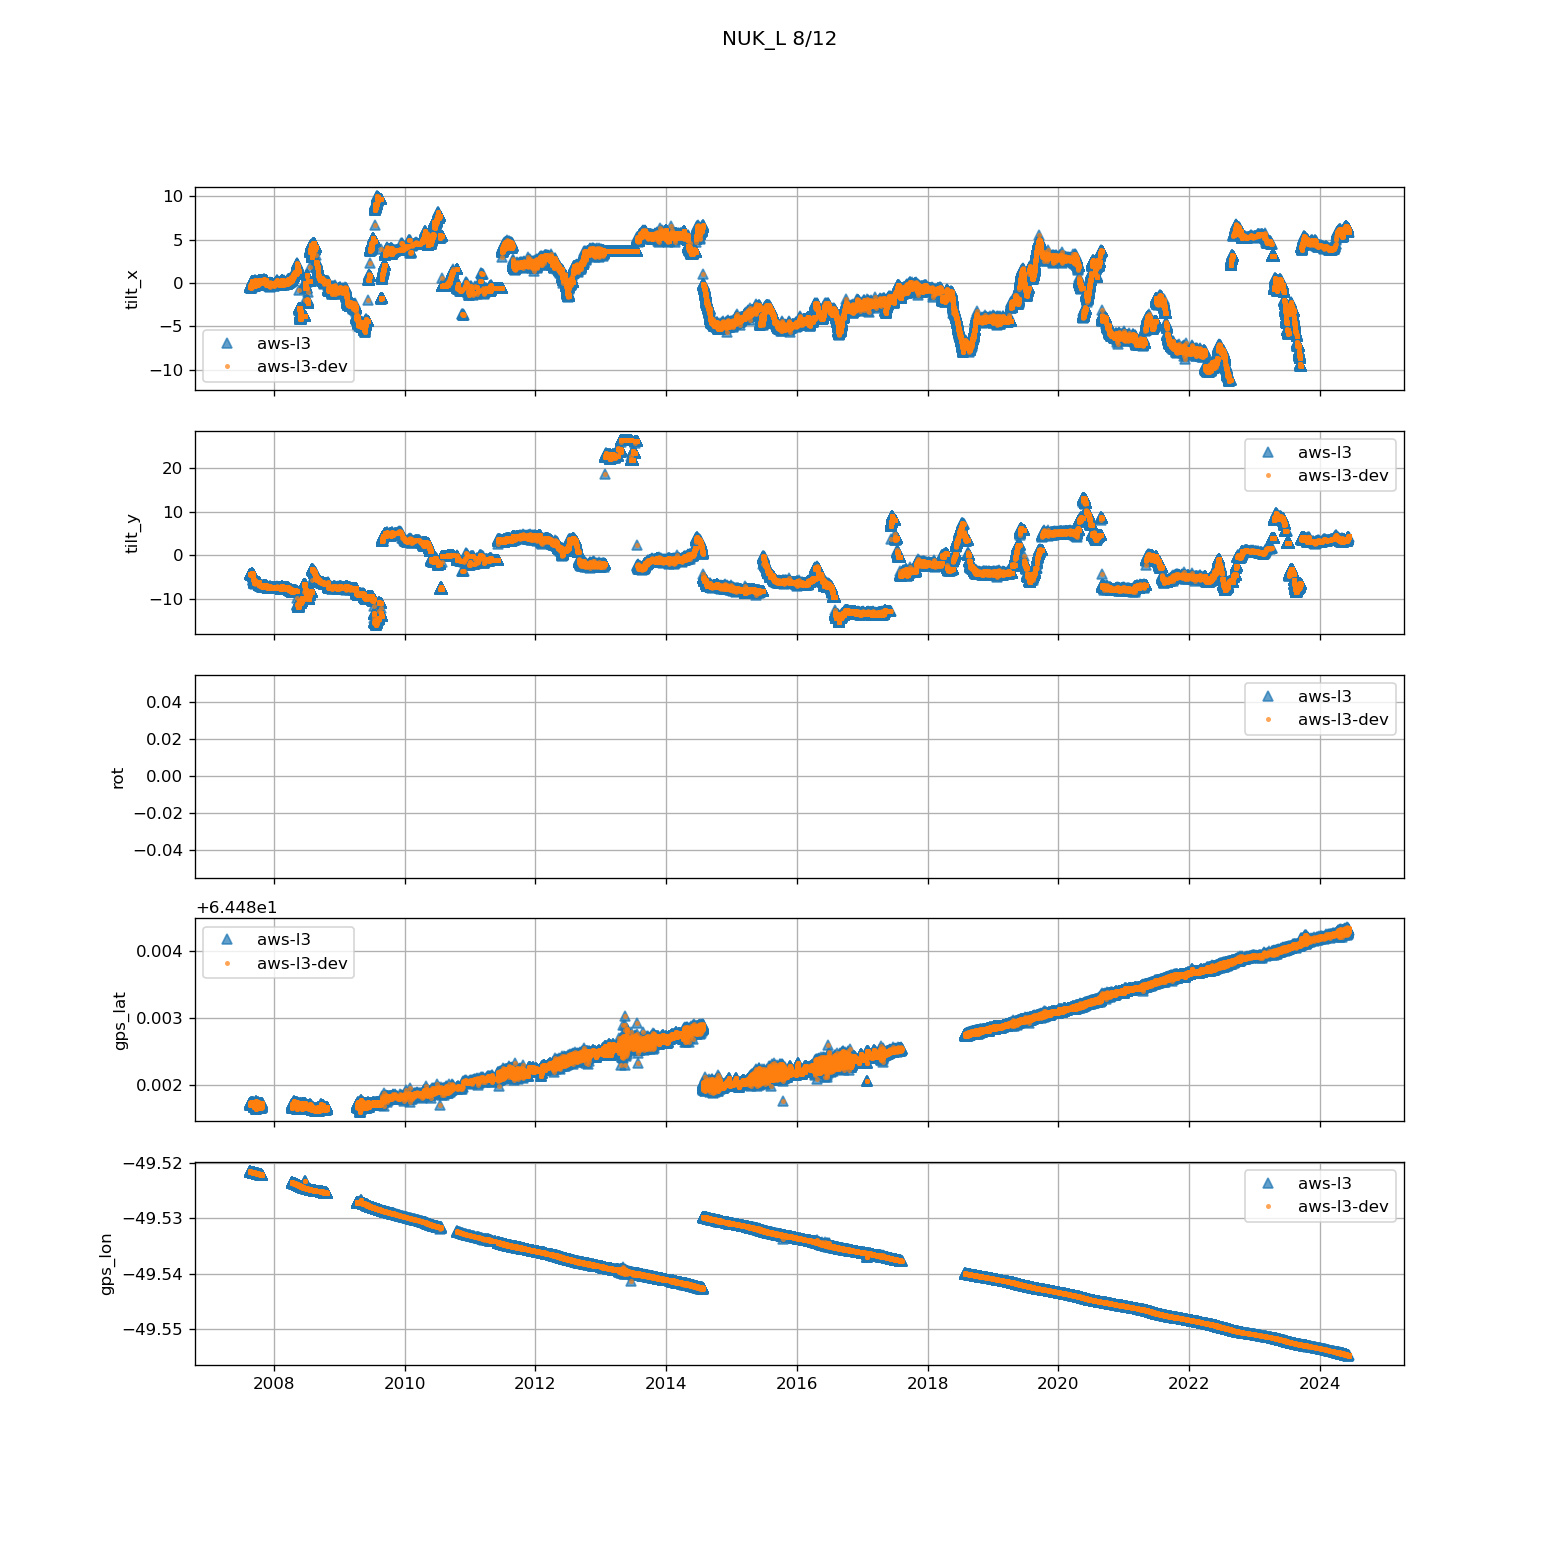 NUK_L 8/12
10
5
0
−5
−10
tilt_x
aws-l3
aws-l3-dev
20
10
0
−10
tilt_y
aws-l3
aws-l3-dev
0.04
0.02
0.00
−0.02
−0.04
rot
aws-l3
aws-l3-dev
+6.448e1
0.004
0.003
0.002
gps_lat
aws-l3
aws-l3-dev
−49.52
−49.53
−49.54
−49.55
gps_lon
aws-l3
aws-l3-dev
2008 2010 2012 2014 2016 2018 2020 2022 2024